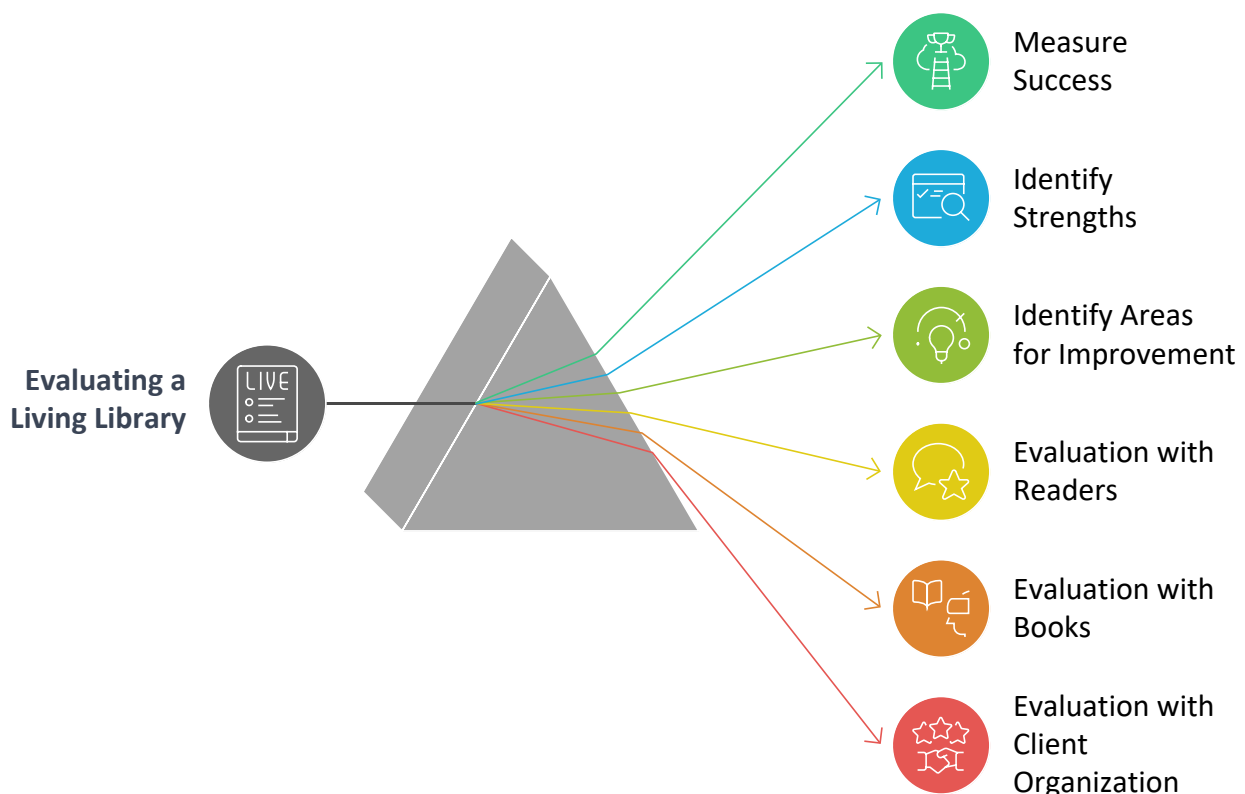 Evaluating a
Living Library
LIVE
Measure
Success
Identify
Strengths
Identify Areas
for Improvement
Evaluation with
Readers
Evaluation with
Books
Evaluation with
Client
Organization